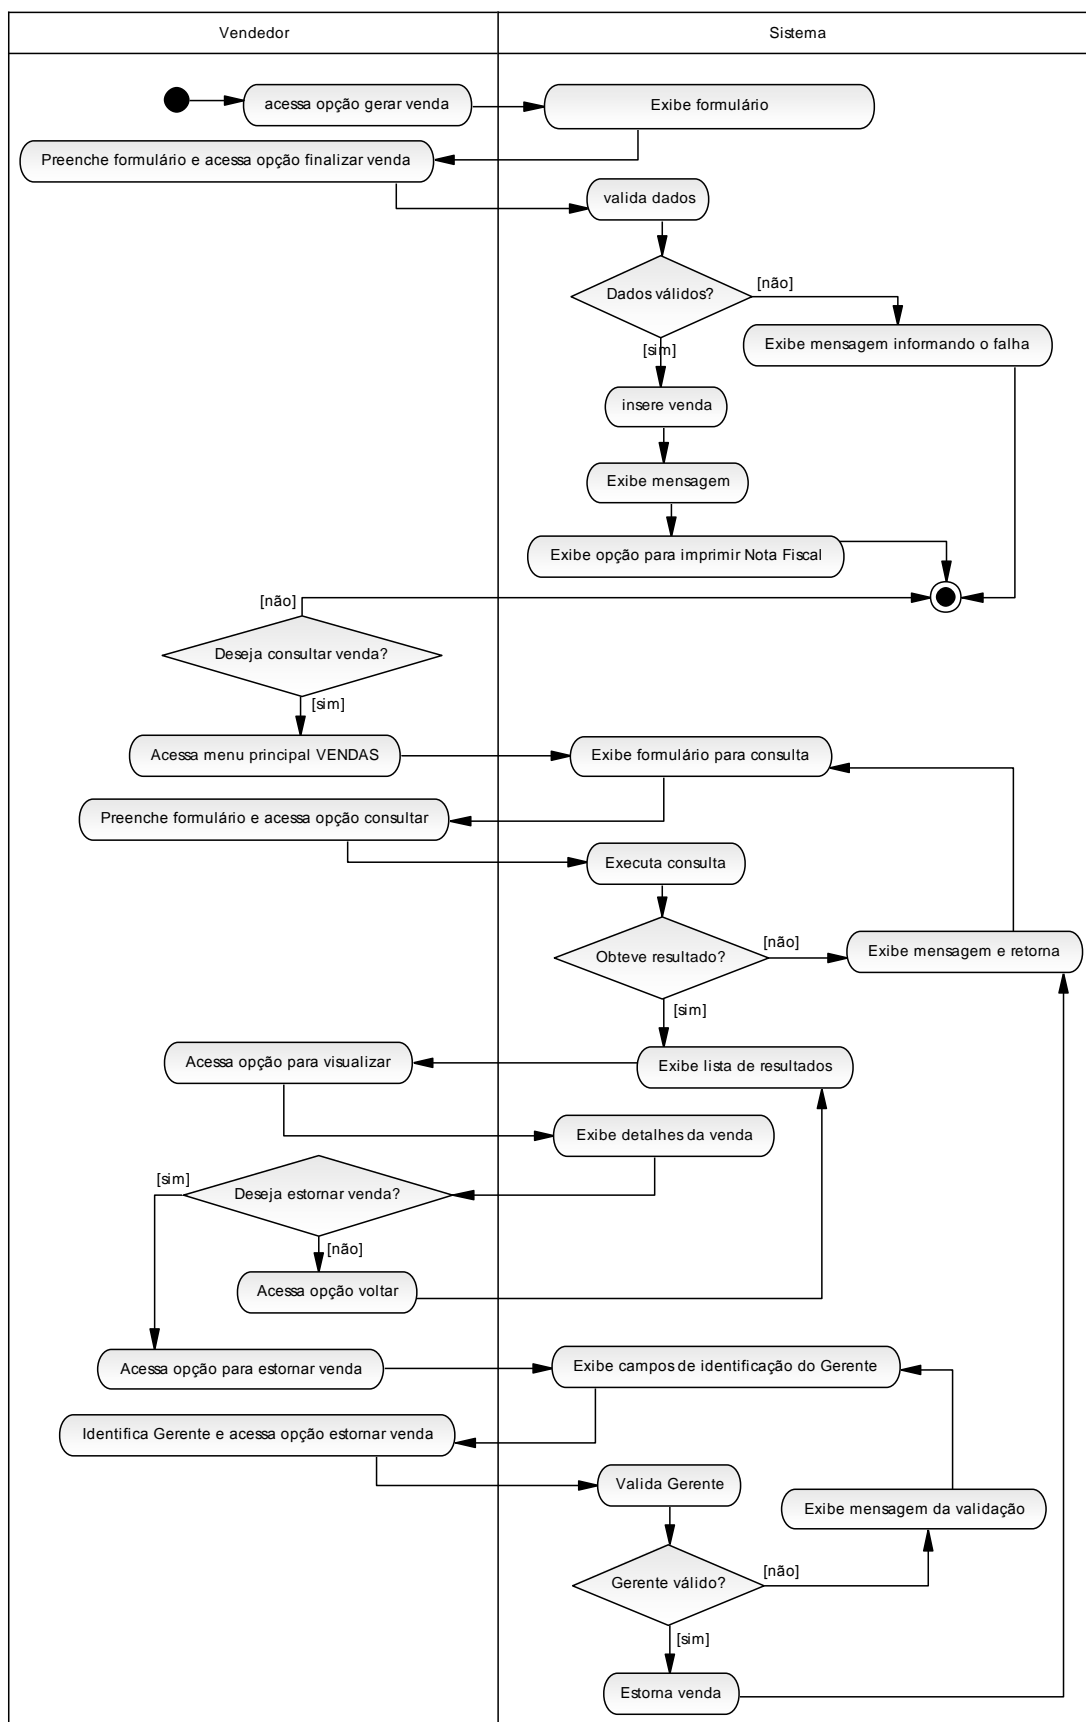 Vendedor
Sistema
acessa opção gerar venda
Exibe formulário
Preenche formulário e acessa opção finalizar venda
valida dados
Dados válidos?
[não]
Exibe mensagem informando o falha
[sim]
insere venda
Exibe mensagem
Exibe opção para imprimir Nota Fiscal
[não]
Deseja consultar venda?
[sim]
Acessa menu principal VENDAS
Exibe formulário para consulta
Preenche formulário e acessa opção consultar
Executa consulta
Obteve resultado?
[não]
Exibe mensagem e retorna
[sim]
Acessa opção para visualizar
Exibe lista de resultados
Exibe detalhes da venda
[sim]
Deseja estornar venda?
[não]
Acessa opção voltar
Acessa opção para estornar venda
Exibe campos de identificação do Gerente
Identifica Gerente e acessa opção estornar venda
Valida Gerente
Exibe mensagem da validação
Gerente válido?
[não]
[sim]
Estorna venda